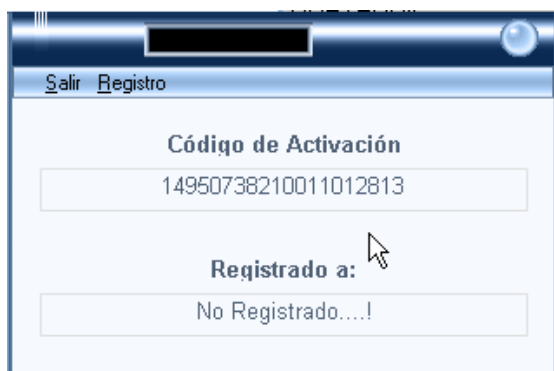 Salir Registro
Código de Activación
14950738210011012813
Registrado a:
No Registrado....!